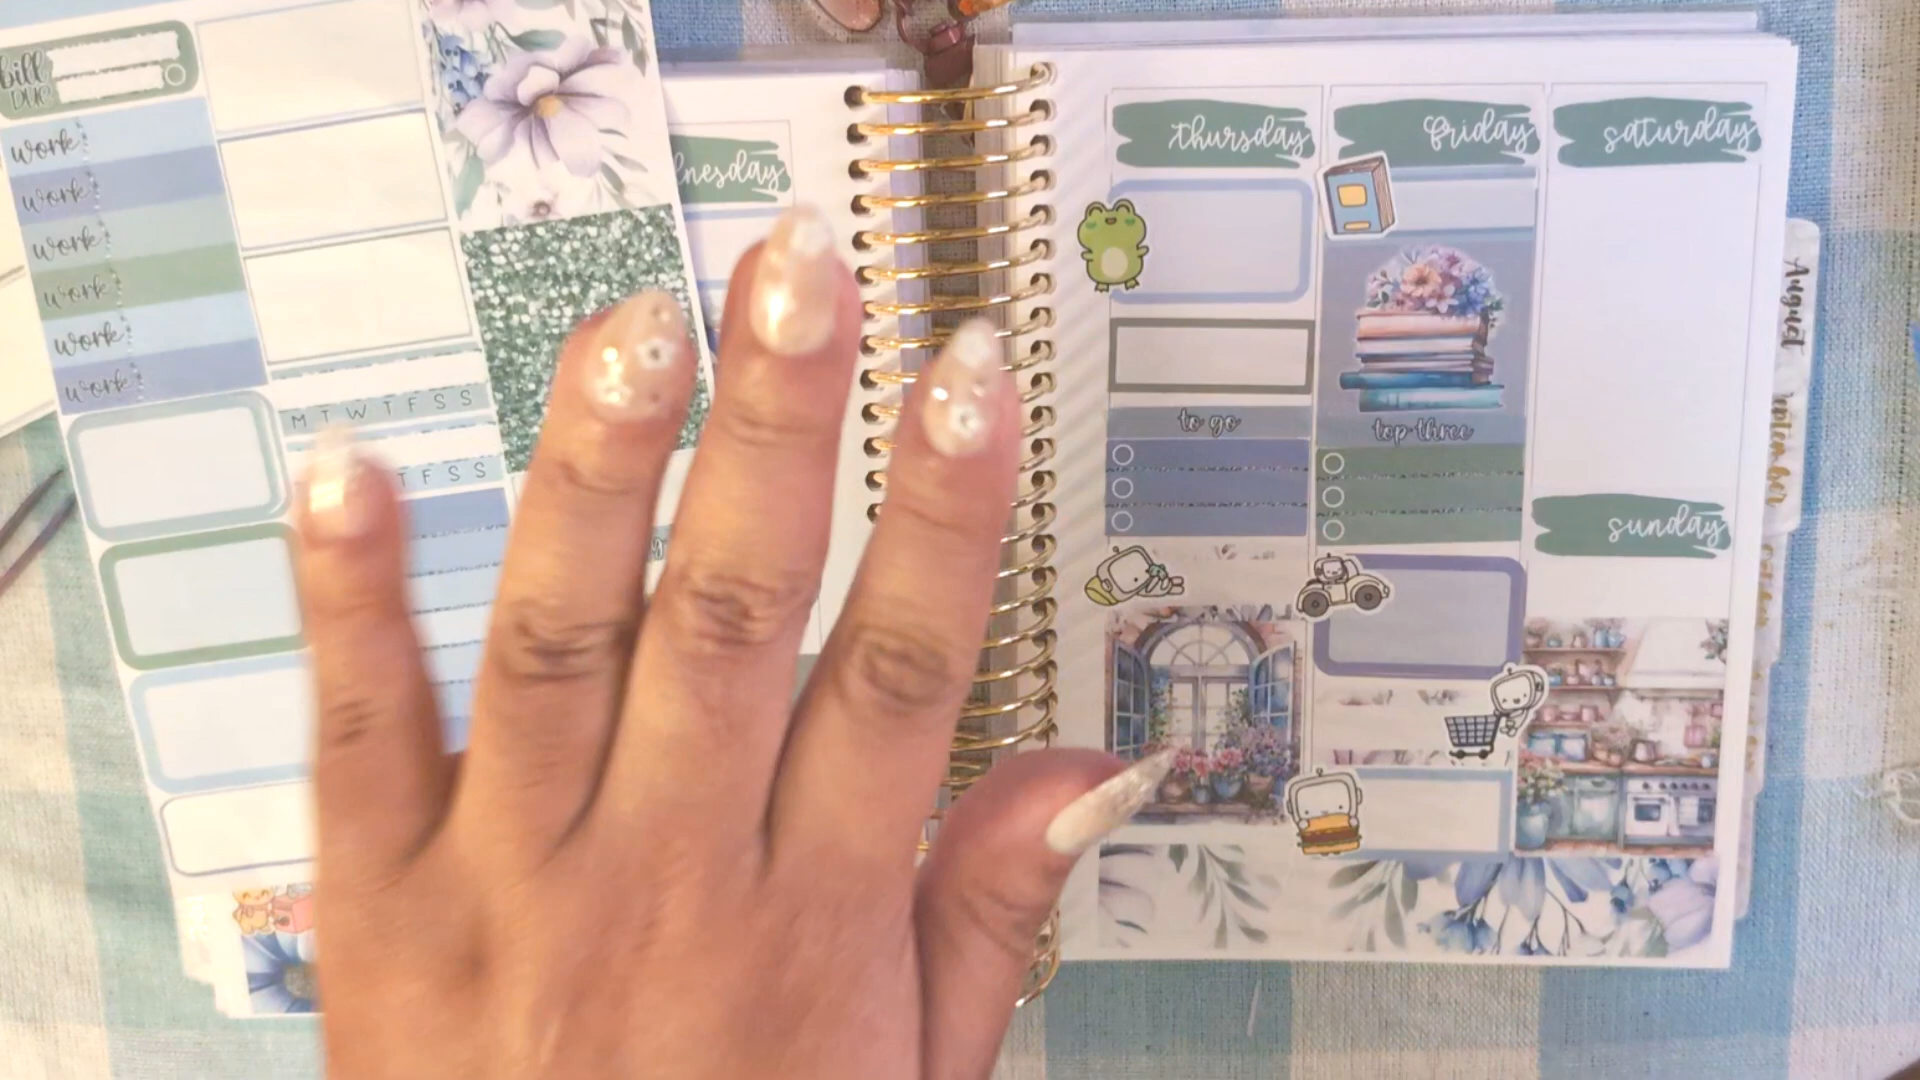 bill
DUE
work
work
work
work
work
work
M T W T F S S
T F S S
nesday
thursday
friday
saturday
to go
top three
sunday
August